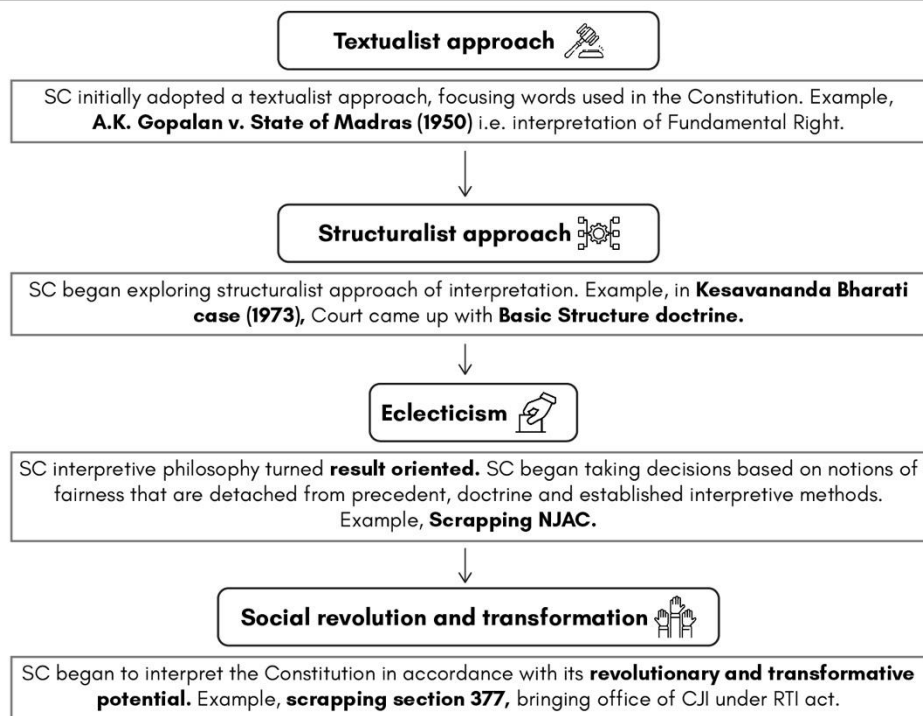 Textualist approach
SC initially adopted a textualist approach, focusing words used in the Constitution. Example,
A.K. Gopalan v. State of Madras (1950) i.e. interpretation of Fundamental Right.
Structuralist approach
SC began exploring structuralist approach of interpretation. Example, in Kesavananda Bharati
case (1973), Court came up with Basic Structure doctrine.
Eclecticism
SC interpretive philosophy turned result oriented. SC began taking decisions based on notions of
fairness that are detached from precedent, doctrine and established interpretive methods.
Example, Scrapping NJAC.
Social revolution and transformation
SC began to interpret the Constitution in accordance with its revolutionary and transformative
potential. Example, scrapping section 377, bringing office of CJI under RTI act.